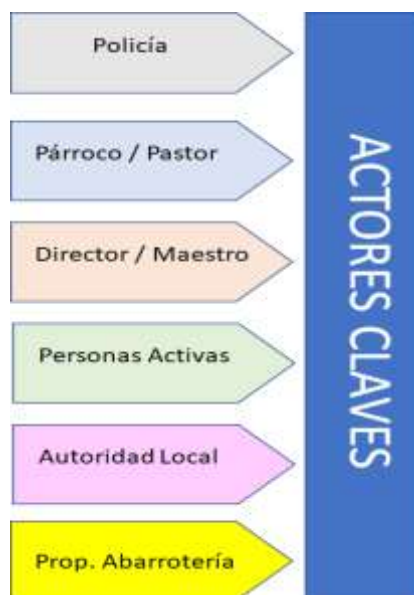 Policía
Párroco / Pastor
Director / Maestro
Personas Activas
Autoridad Local
Prop. Abarrotería
ACTORES CLAVES